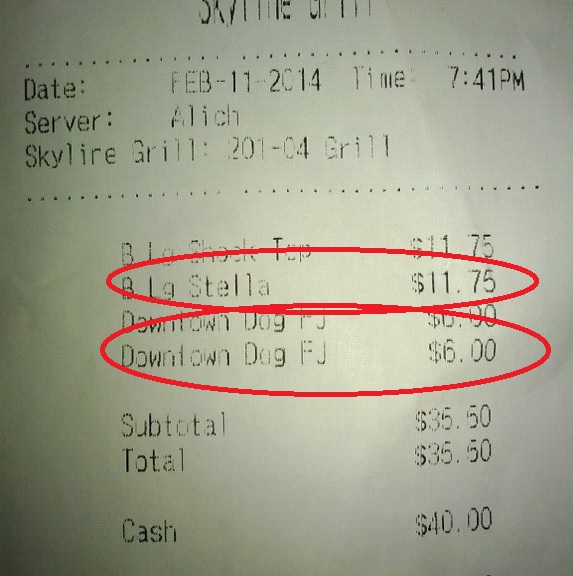 Skyline Grill
Date: FEB-11-2014 Time: 7:41PM
Server: Alich
Skylire Grill: 201-04 Grill
B Lg Shock Top $11.75
B Lg Stella $11.75
Downtown Dog FJ $6.00
Downtown Dog FJ $6.00
Subtotal $35.50
Total $35.50
Cash $40.00